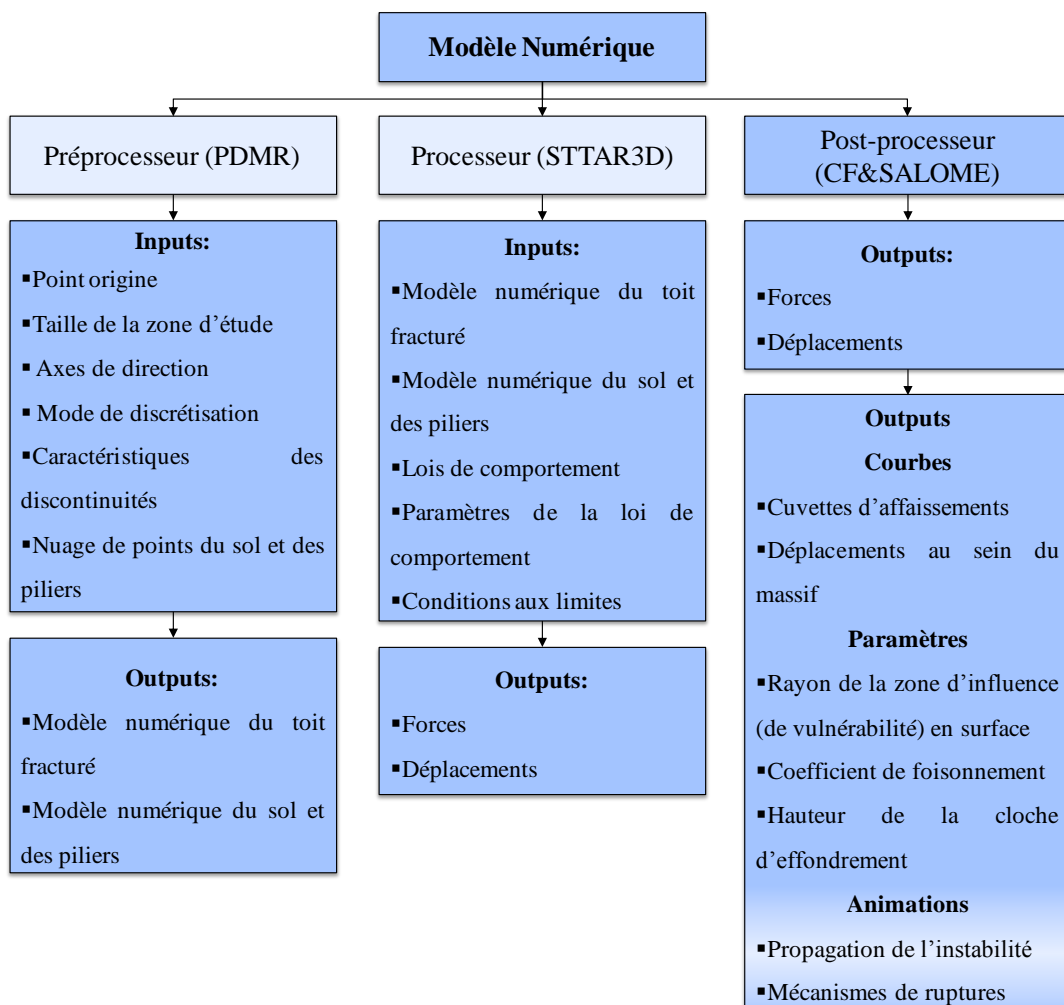 Modèle Numérique
Préprocesseur (PDMR)
Inputs:
▪Point origine
▪Taille de la zone d’étude
▪ Axes de direction
▪ Mode de discrétisation
▪Caractéristiques des
discontinuités
▪Nuage de points du sol et des
piliers
Outputs:
▪Modèle numérique du toit
fracturé
▪Modèle numérique du sol et
des piliers
Processeur (STTAR3D)
Inputs:
▪Modèle numérique du toit
fracturé
▪Modèle numérique du sol et
des piliers
▪Lois de comportement
▪Paramètres de la loi de
comportement
▪Conditions aux limites
Outputs:
▪Forces
▪Déplacements
Post-processeur
(CF&SALOME)
Outputs:
▪Forces
▪Déplacements
Outputs
Courbes
▪Cuvettes d’affaissements
▪Déplacements au sein du
massif
Paramètres
▪Rayon de la zone d’influence
(de vulnérabilité) en surface
▪Coefficient de foisonnement
▪Hauteur de la cloche
d’effondrement
Animations
▪Propagation de l’instabilité
▪Mécanismes de ruptures